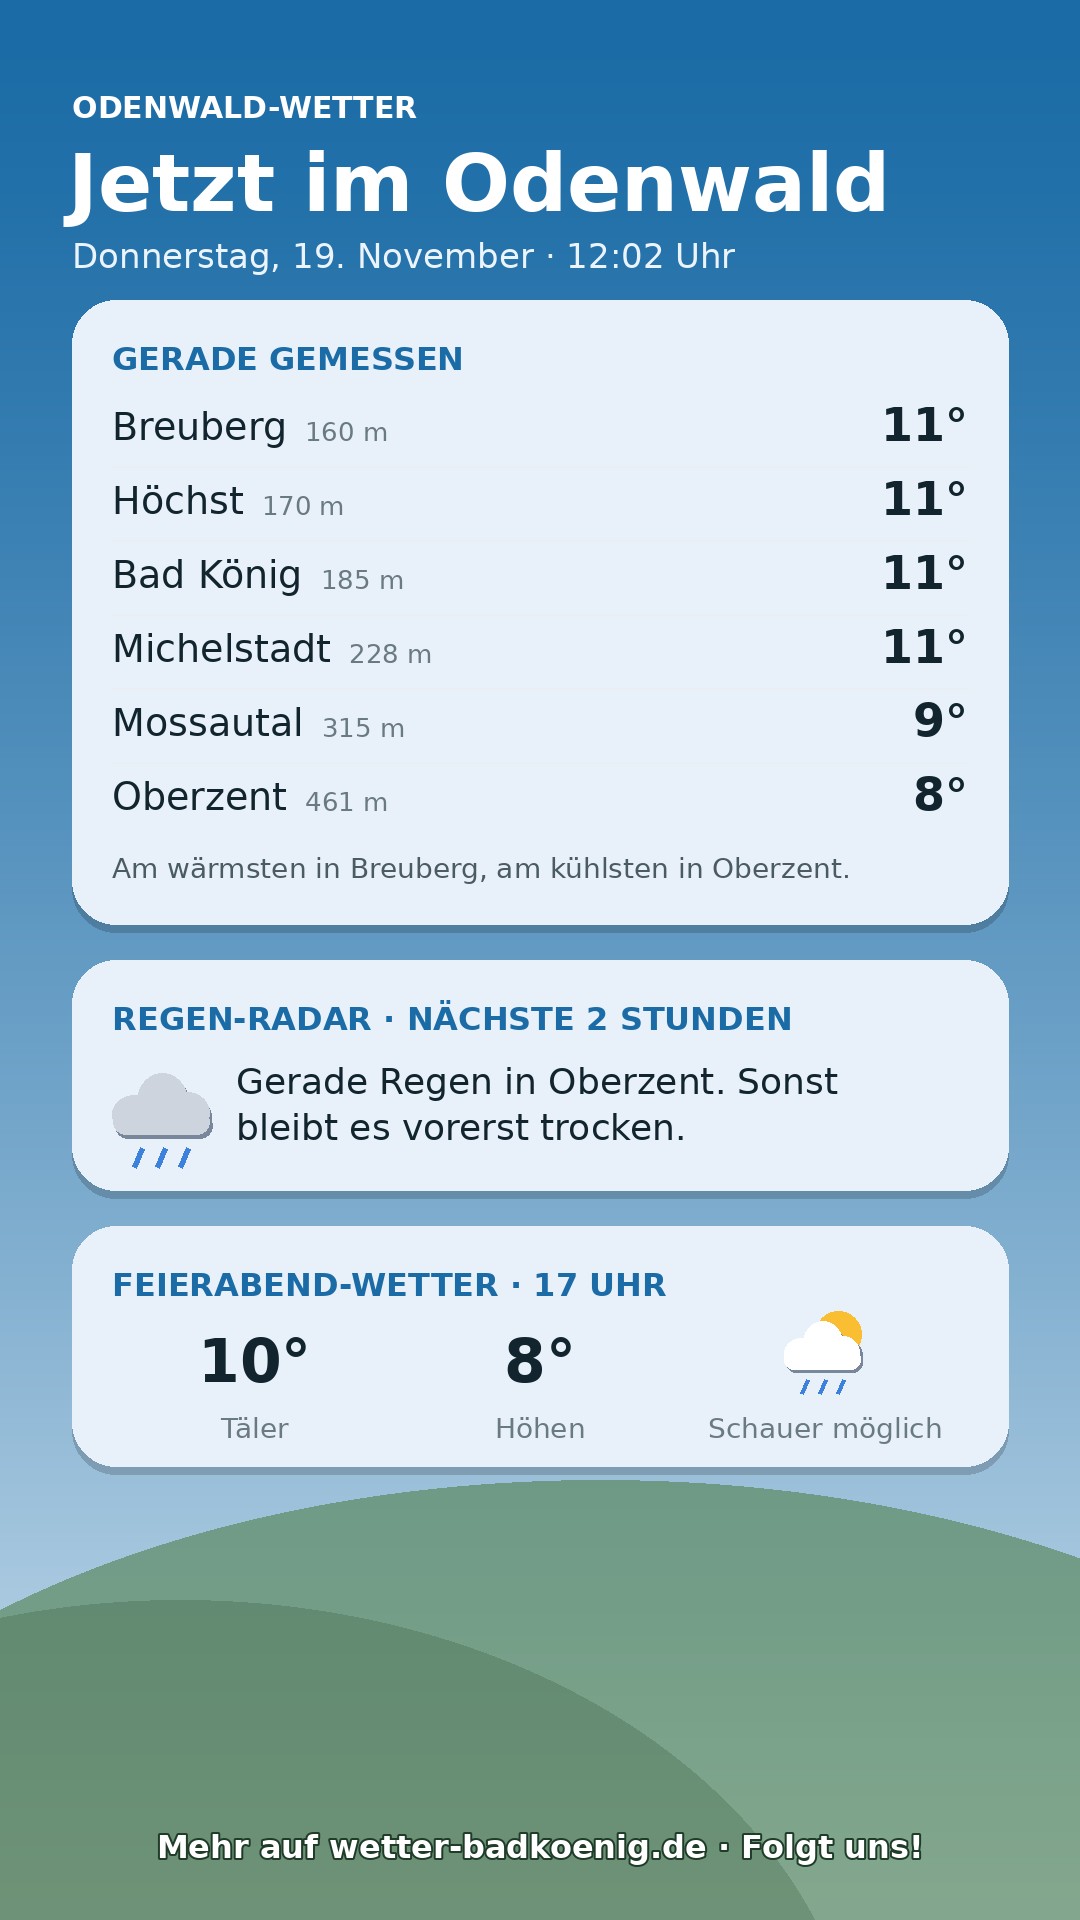 ODENWALD-WETTER
Jetzt im Odenwald
Donnerstag, 19. November · 12:02 Uhr
GERADE GEMESSEN
Breuberg 160 m 11°
Höchst 170 m 11°
Bad König 185 m 11°
Michelstadt 228 m 11°
Mossautal 315 m 9°
Oberzent 461 m 8°
Am wärmsten in Breuberg, am kühlsten in Oberzent.
REGEN-RADAR · NÄCHSTE 2 STUNDEN
Gerade Regen in Oberzent. Sonst
bleibt es vorerst trocken.
FEIERABEND-WETTER · 17 UHR
10° 8°
Täler Höhen Schauer möglich
Mehr auf wetter-badkoenig.de · Folgt uns!